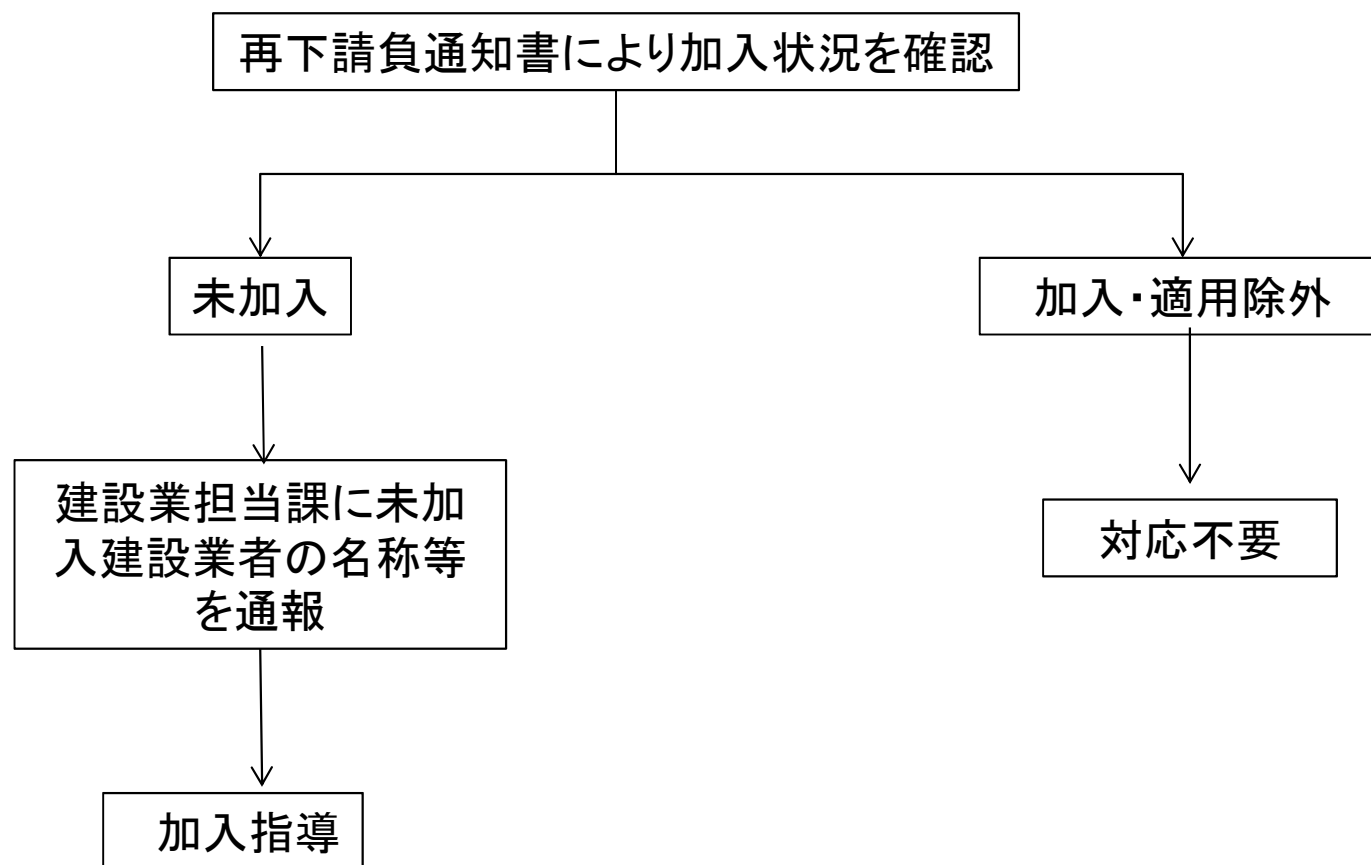 再下請負通知書により加入状況を確認
未加入
加入・適用除外
建設業担当課に未加
入建設業者の名称等
を通報
対応不要
加入指導